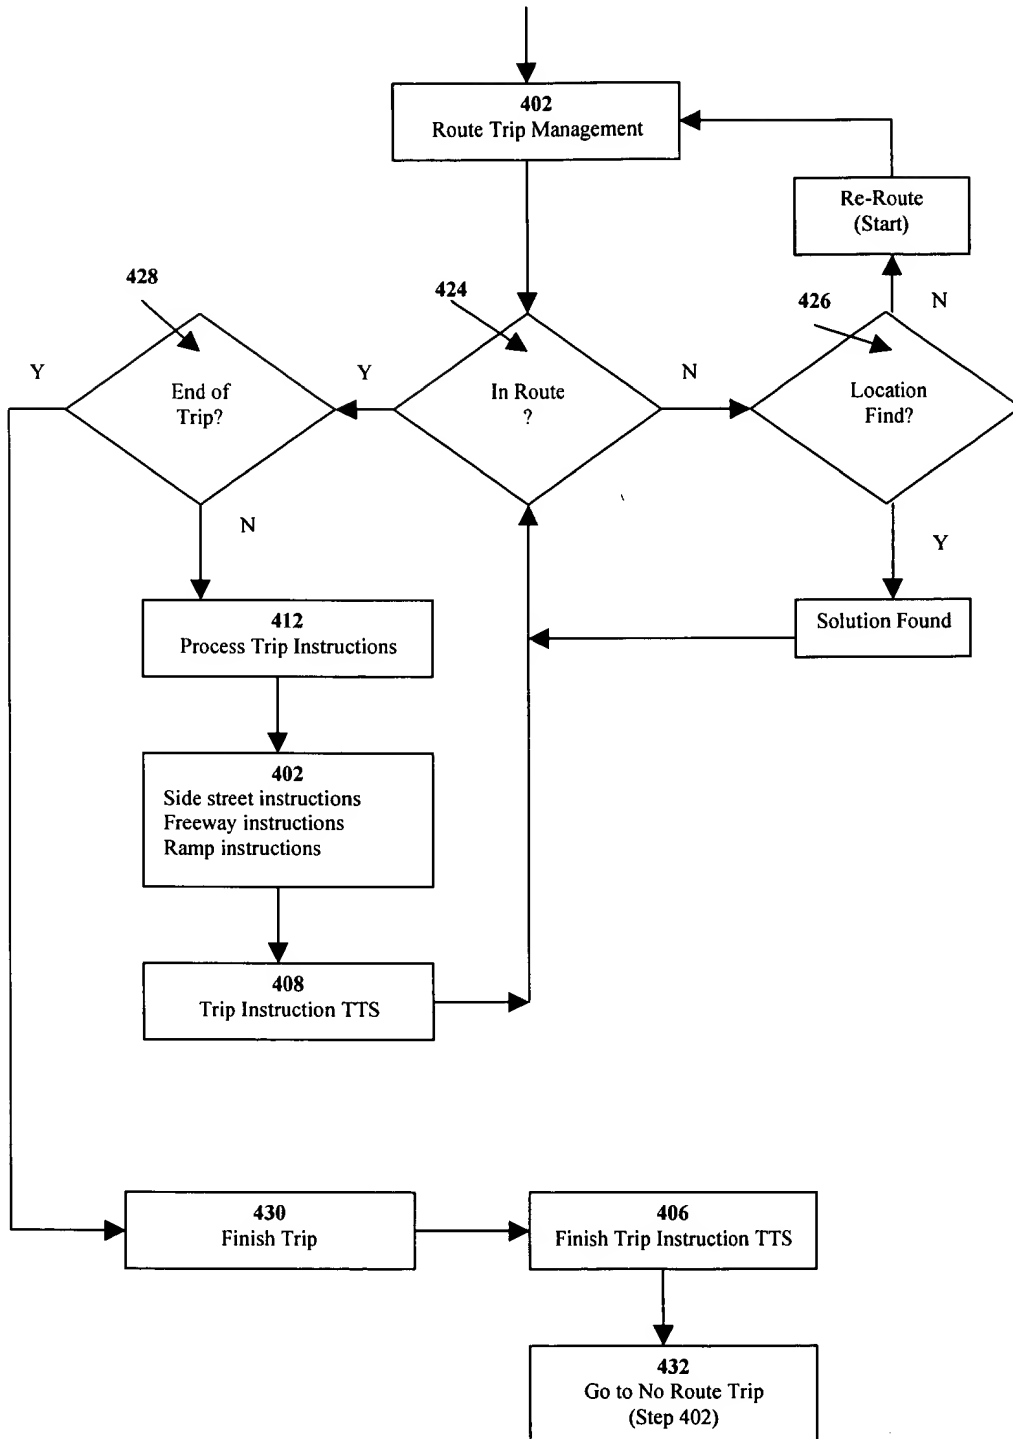 402
Route Trip Management
Re-Route
(Start)
428
424
426
N
Y
Y
N
End of
Trip?
In Route
?
Location
Find?
N
Y
412
Process Trip Instructions
Solution Found
402
Side street instructions
Freeway instructions
Ramp instructions
408
Trip Instruction TTS
430
Finish Trip
406
Finish Trip Instruction TTS
432
Go to No Route Trip
(Step 402)